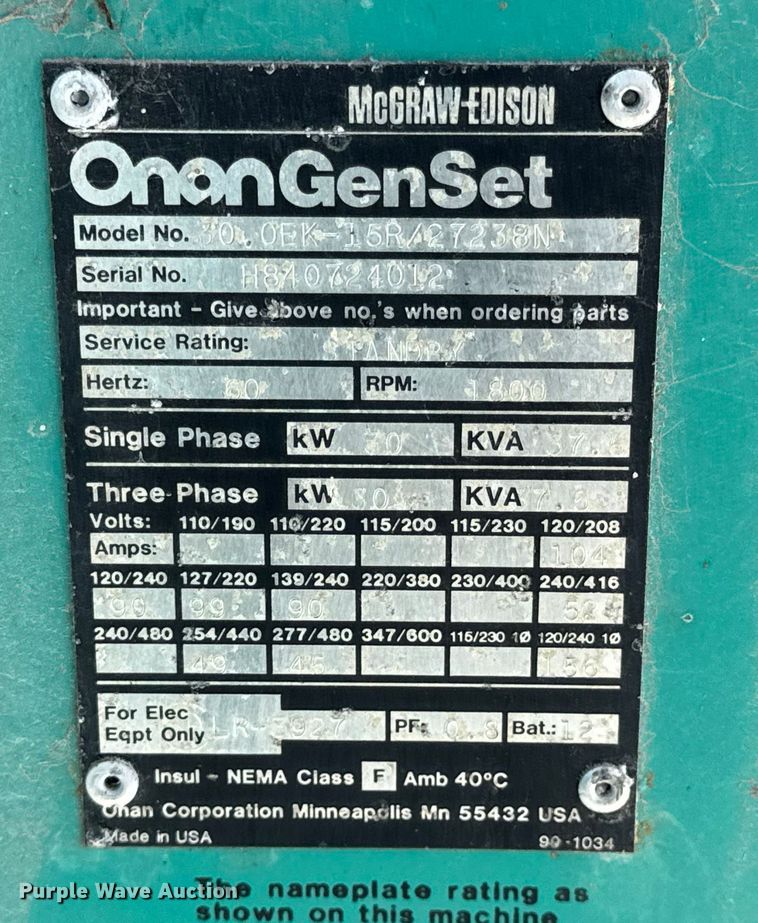 McGRAW-EDISON
Onan GenSet
Model No. 30.0EK-15R/27238N
Serial No. H840724012
Important - Give above no.'s when ordering parts
Service Rating: STANDBY
Hertz: 60 RPM: 1800
Single Phase kW 30 KVA 37.
Three-Phase kW 30 KVA 7.5
Volts: 110/190 110/220 115/200 115/230 120/208
Amps: 104
120/240 127/220 139/240 220/380 230/400 240/416
90 99 90 52
240/480 254/440 277/480 347/600 115/230 1Ø 120/240 1Ø
49 45 156
For Elec
Eqpt Only LR-3927 PF: 0.8 Bat.: 12
Insul - NEMA Class F Amb 40°C
Onan Corporation Minneapolis Mn 55432 USA
Made in USA 99-1034
Purple Wave Auction
The nameplate rating as
shown on this machine